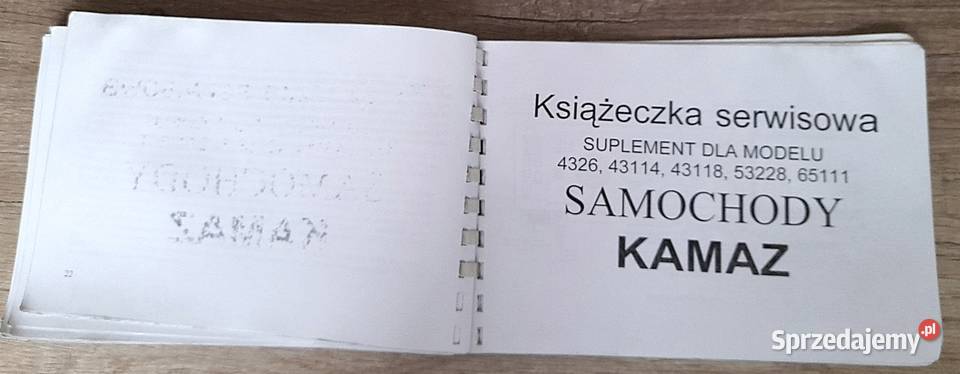 22
Książeczka serwisowa
SUPLEMENT DLA MODELU
4326, 43114, 43118, 53228, 65111
SAMOCHODY
KAMAZ
Sprzedajemy.pl